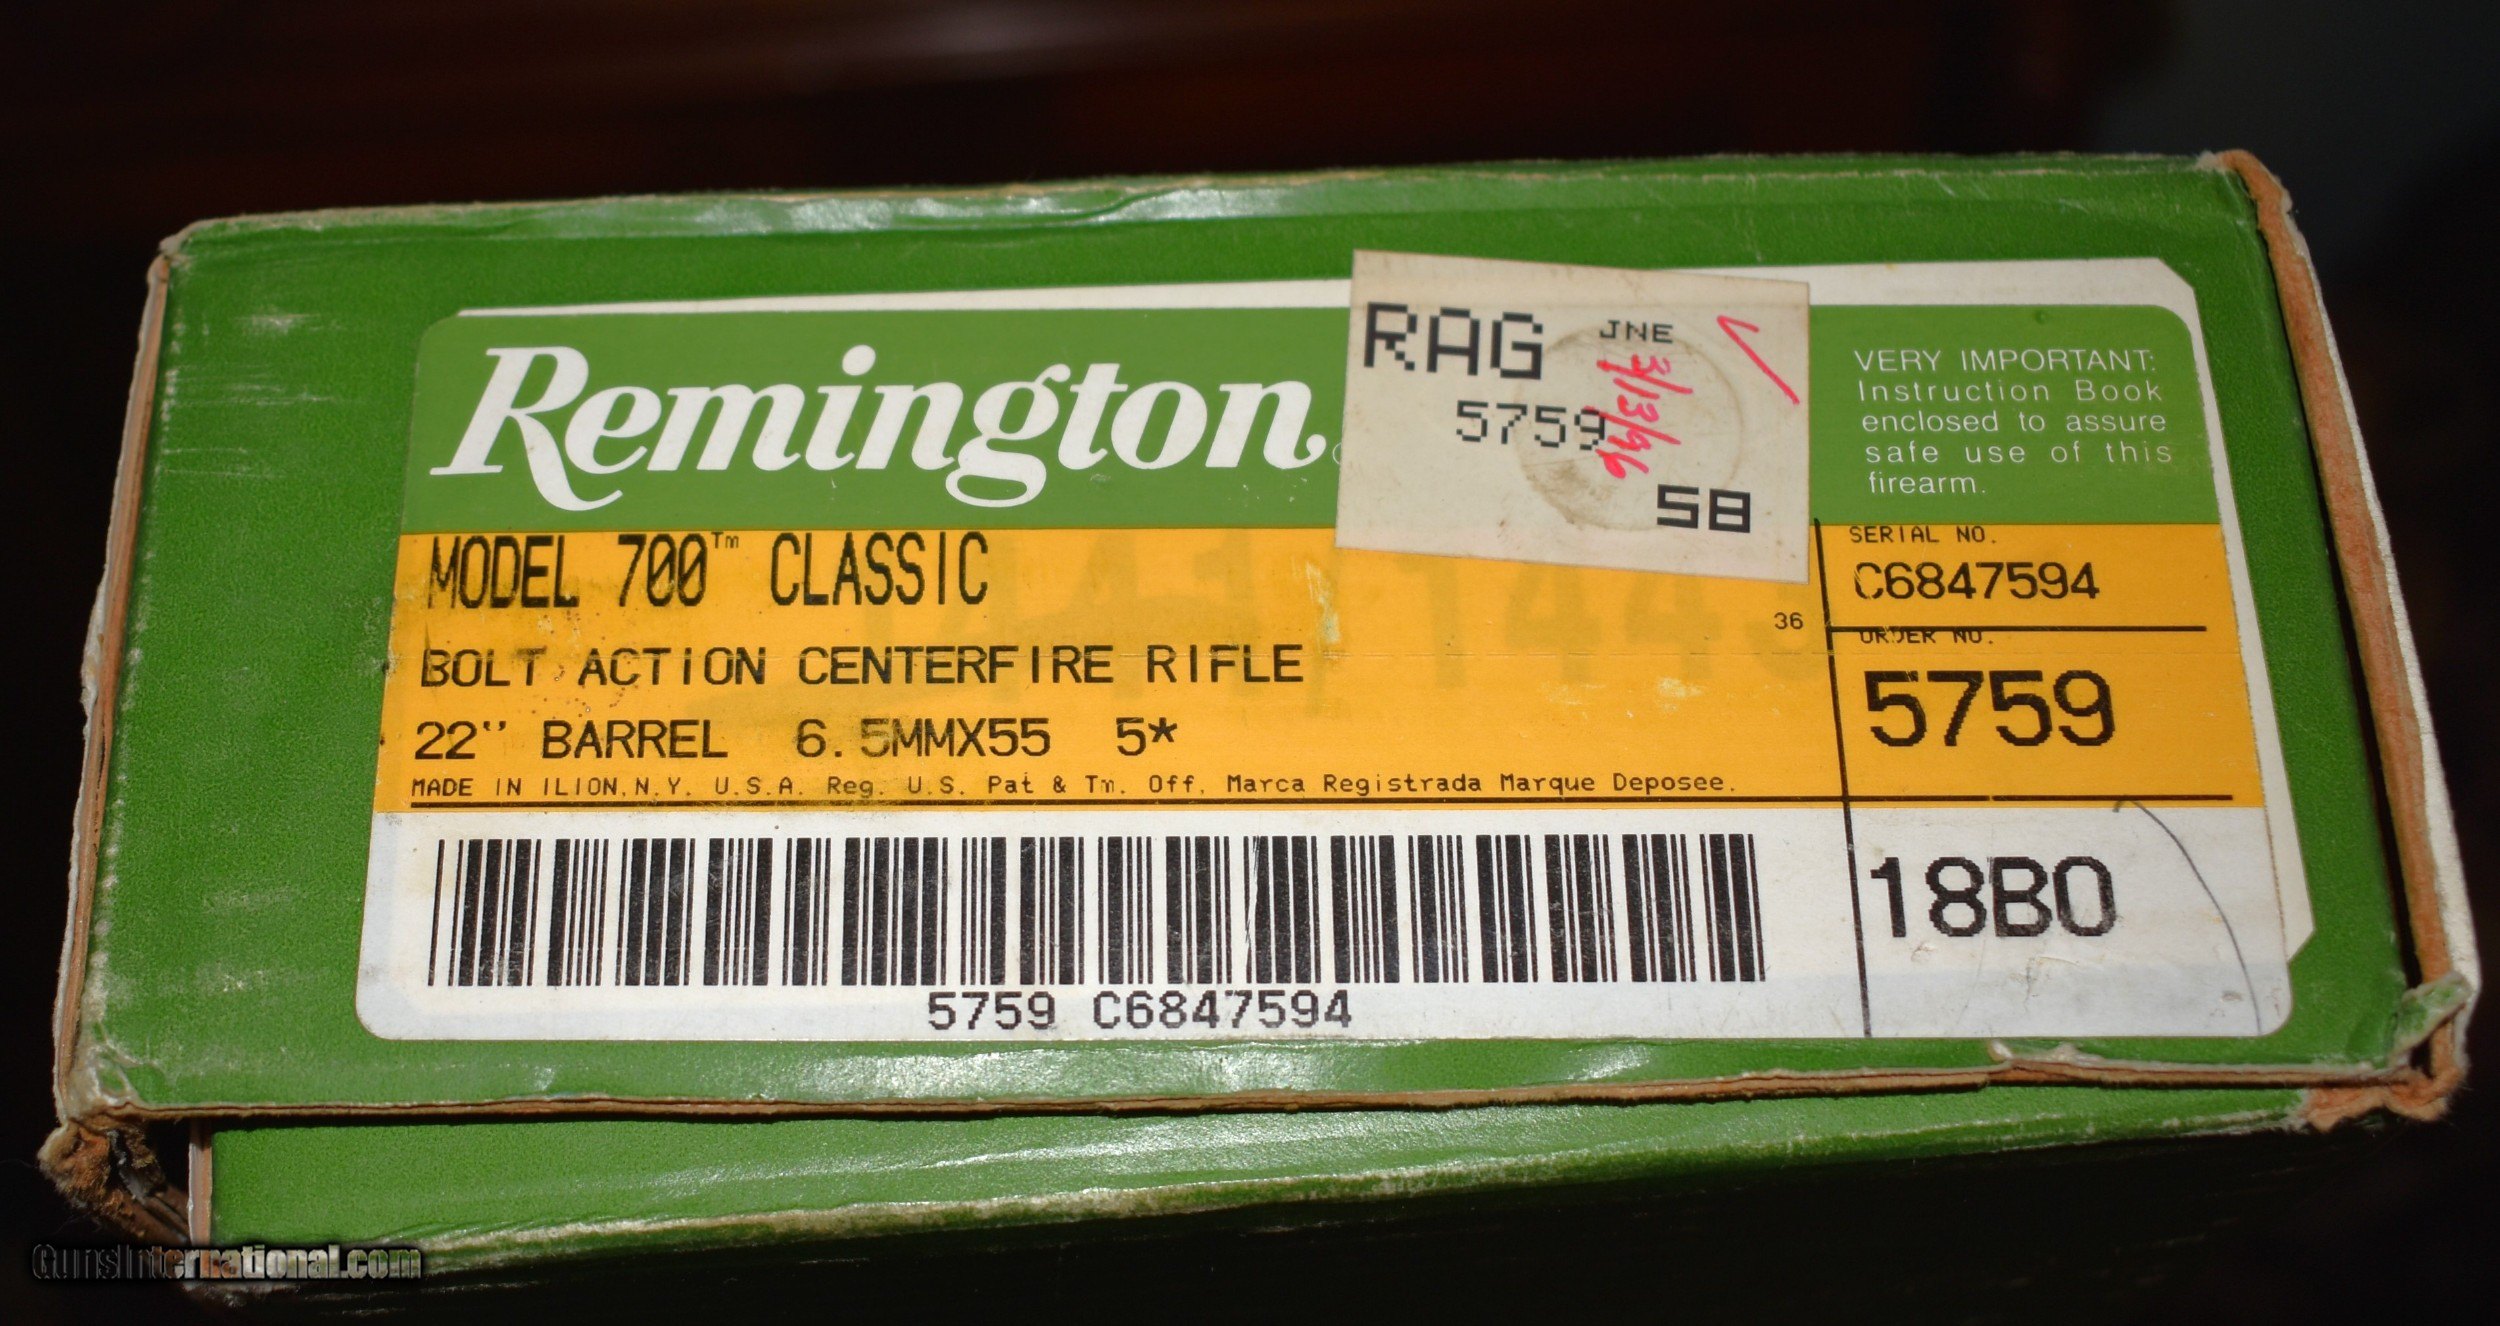 Remington
RAG
JNE
5759
3/13/96
58
VERY IMPORTANT:
Instruction Book
enclosed to assure
safe use of this
firearm.
MODEL 700™ CLASSIC
36
BOLT ACTION CENTERFIRE RIFLE
22" BARREL 6.5MMX55 5*
MADE IN ILION, N.Y. U.S.A. Reg. U.S. Pat & Tm. Off. Marca Registrada Marque Deposee.
SERIAL NO.
C6847594
ORDER NO.
5759
18B0
5759 C6847594
GunsInternational.com